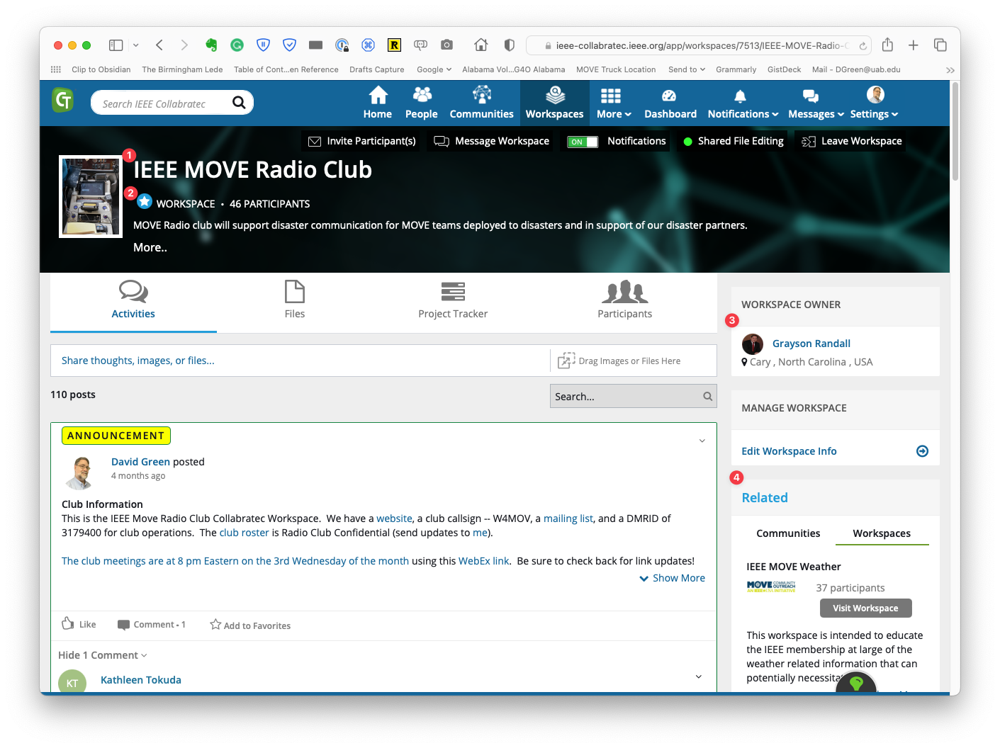 ieee-collabratec.ieee.org/app/workspaces/7513/IEEE-MOVE-Radio-C
Clip to Obsidian The Birmingham Lede Table of Cont...en Reference Drafts Capture Google Alabama Vol...G4O Alabama MOVE Truck Location Send to Grammarly GistDeck Mail - DGreen@uab.edu
Search IEEE Collabratec
Home People Communities Workspaces More Dashboard Notifications Messages Settings
Invite Participant(s) Message Workspace ON Notifications Shared File Editing Leave Workspace
1
IEEE MOVE Radio Club
2
WORKSPACE • 46 PARTICIPANTS
MOVE Radio club will support disaster communication for MOVE teams deployed to disasters and in support of our disaster partners.
More..
Activities Files Project Tracker Participants
Share thoughts, images, or files... Drag Images or Files Here
110 posts
Search...
ANNOUNCEMENT
David Green posted
4 months ago
Club Information
This is the IEEE Move Radio Club Collabratec Workspace. We have a website, a club callsign -- W4MOV, a mailing list, and a DMRID of
3179400 for club operations. The club roster is Radio Club Confidential (send updates to me).
The club meetings are at 8 pm Eastern on the 3rd Wednesday of the month using this WebEx link. Be sure to check back for link updates!
Show More
Like Comment • 1 Add to Favorites
Hide 1 Comment
KT Kathleen Tokuda
WORKSPACE OWNER
3
Grayson Randall
Cary , North Carolina , USA
MANAGE WORKSPACE
Edit Workspace Info
4
Related
Communities Workspaces
IEEE MOVE Weather
MOVE COMMUNITY OUTREACH
AN IEEE-USA INITIATIVE
37 participants
Visit Workspace
This workspace is intended to educate
the IEEE membership at large of the
weather related information that can
potentially necessita